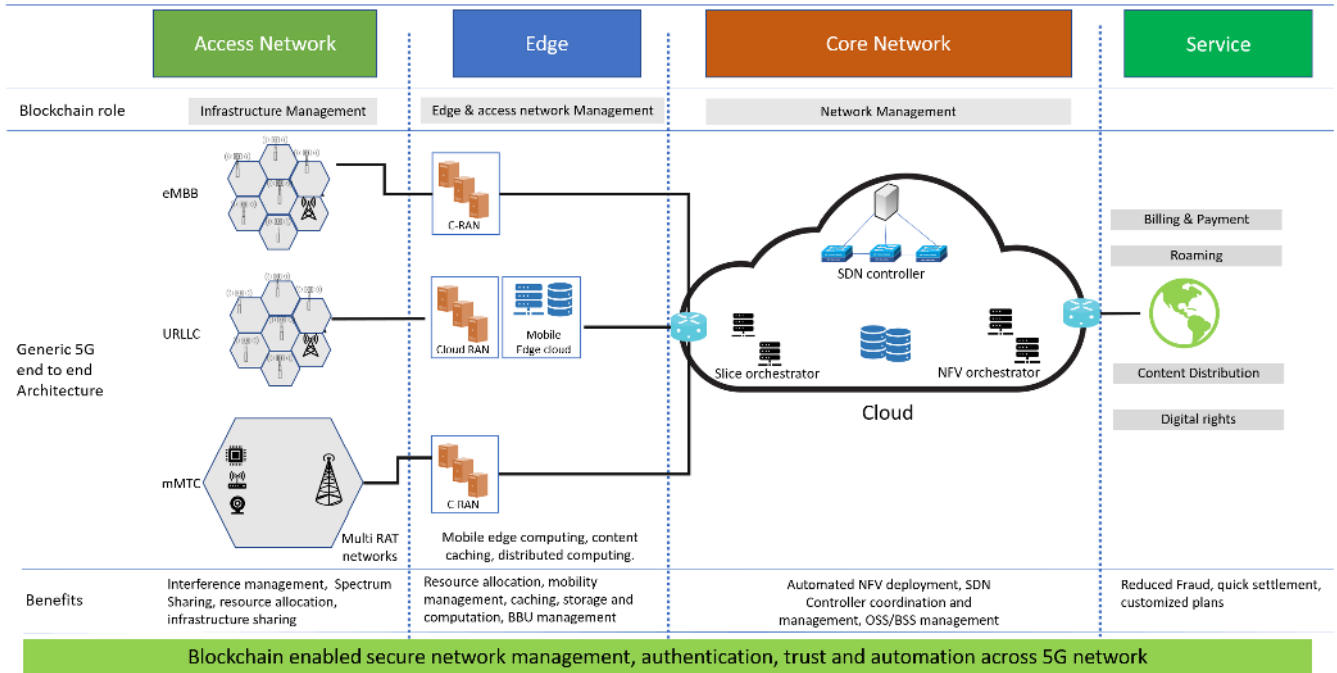 Access Network
Edge
Core Network
Service
Blockchain role
Infrastructure Management
Edge & access network Management
Network Management
eMBB
C-RAN
SDN controller
Billing & Payment
Roaming
URLLC
Cloud RAN
Mobile
Edge cloud
Generic 5G
end to end
Architecture
Slice orchestrator
NFV orchestrator
Cloud
Content Distribution
Digital rights
mMTC
C RAN
Multi RAT
networks
Mobile edge computing, content
caching, distributed computing.
Benefits
Interference management, Spectrum
Sharing, resource allocation,
infrastructure sharing
Resource allocation, mobility
management, caching, storage and
computation, BBU management
Automated NFV deployment, SDN
Controller coordination and
management, OSS/BSS management
Reduced Fraud, quick settlement,
customized plans
Blockchain enabled secure network management, authentication, trust and automation across 5G network